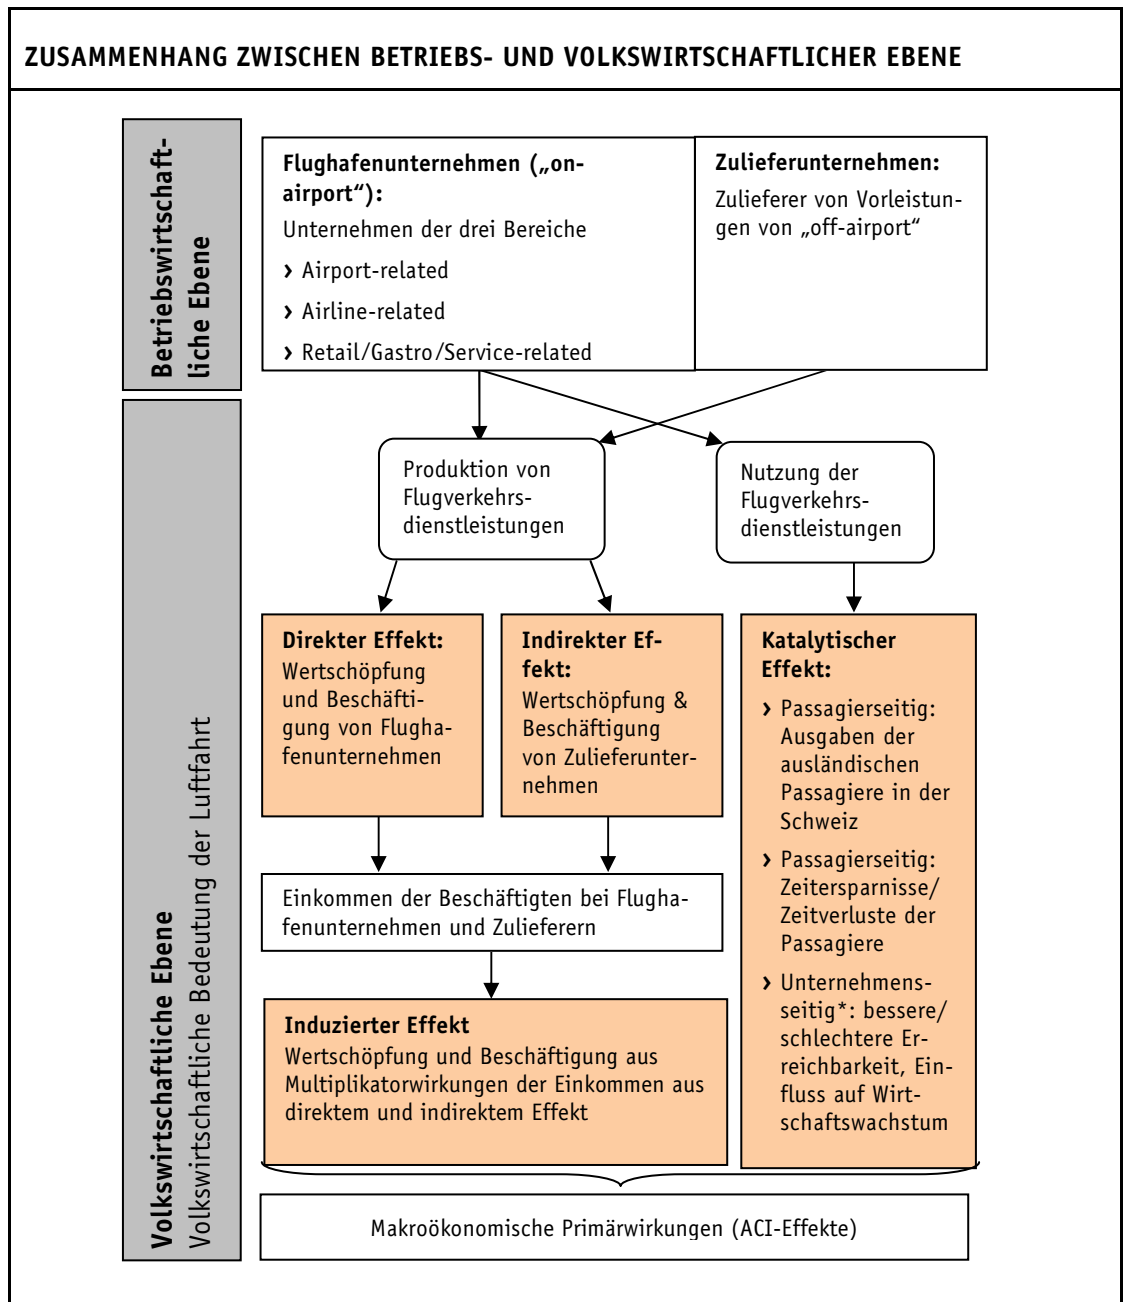 ZUSAMMENHANG ZWISCHEN BETRIEBS- UND VOLKSWIRTSCHAFTLICHER EBENE
Betriebswirtschaft-
liche Ebene
Flughafenunternehmen („on-
airport“):
Unternehmen der drei Bereiche
› Airport-related
› Airline-related
› Retail/Gastro/Service-related
Zulieferunternehmen:
Zulieferer von Vorleistun-
gen von „off-airport“
Volkswirtschaftliche Ebene
Volkswirtschaftliche Bedeutung der Luftfahrt
Produktion von
Flugverkehrs-
dienstleistungen
Nutzung der
Flugverkehrs-
dienstleistungen
Direkter Effekt:
Wertschöpfung
und Beschäfti-
gung von Flugha-
fenunternehmen
Indirekter Ef-
fekt:
Wertschöpfung &
Beschäftigung
von Zulieferunter-
nehmen
Katalytischer
Effekt:
› Passagierseitig:
Ausgaben der
ausländischen
Passagiere in der
Schweiz
› Passagierseitig:
Zeitersparnisse/
Zeitverluste der
Passagiere
› Unternehmens-
seitig*: bessere/
schlechtere Er-
reichbarkeit, Ein-
fluss auf Wirt-
schaftswachstum
Einkommen der Beschäftigten bei Flugha-
fenunternehmen und Zulieferern
Induzierter Effekt
Wertschöpfung und Beschäftigung aus
Multiplikatorwirkungen der Einkommen aus
direktem und indirektem Effekt
Makroökonomische Primärwirkungen (ACI-Effekte)